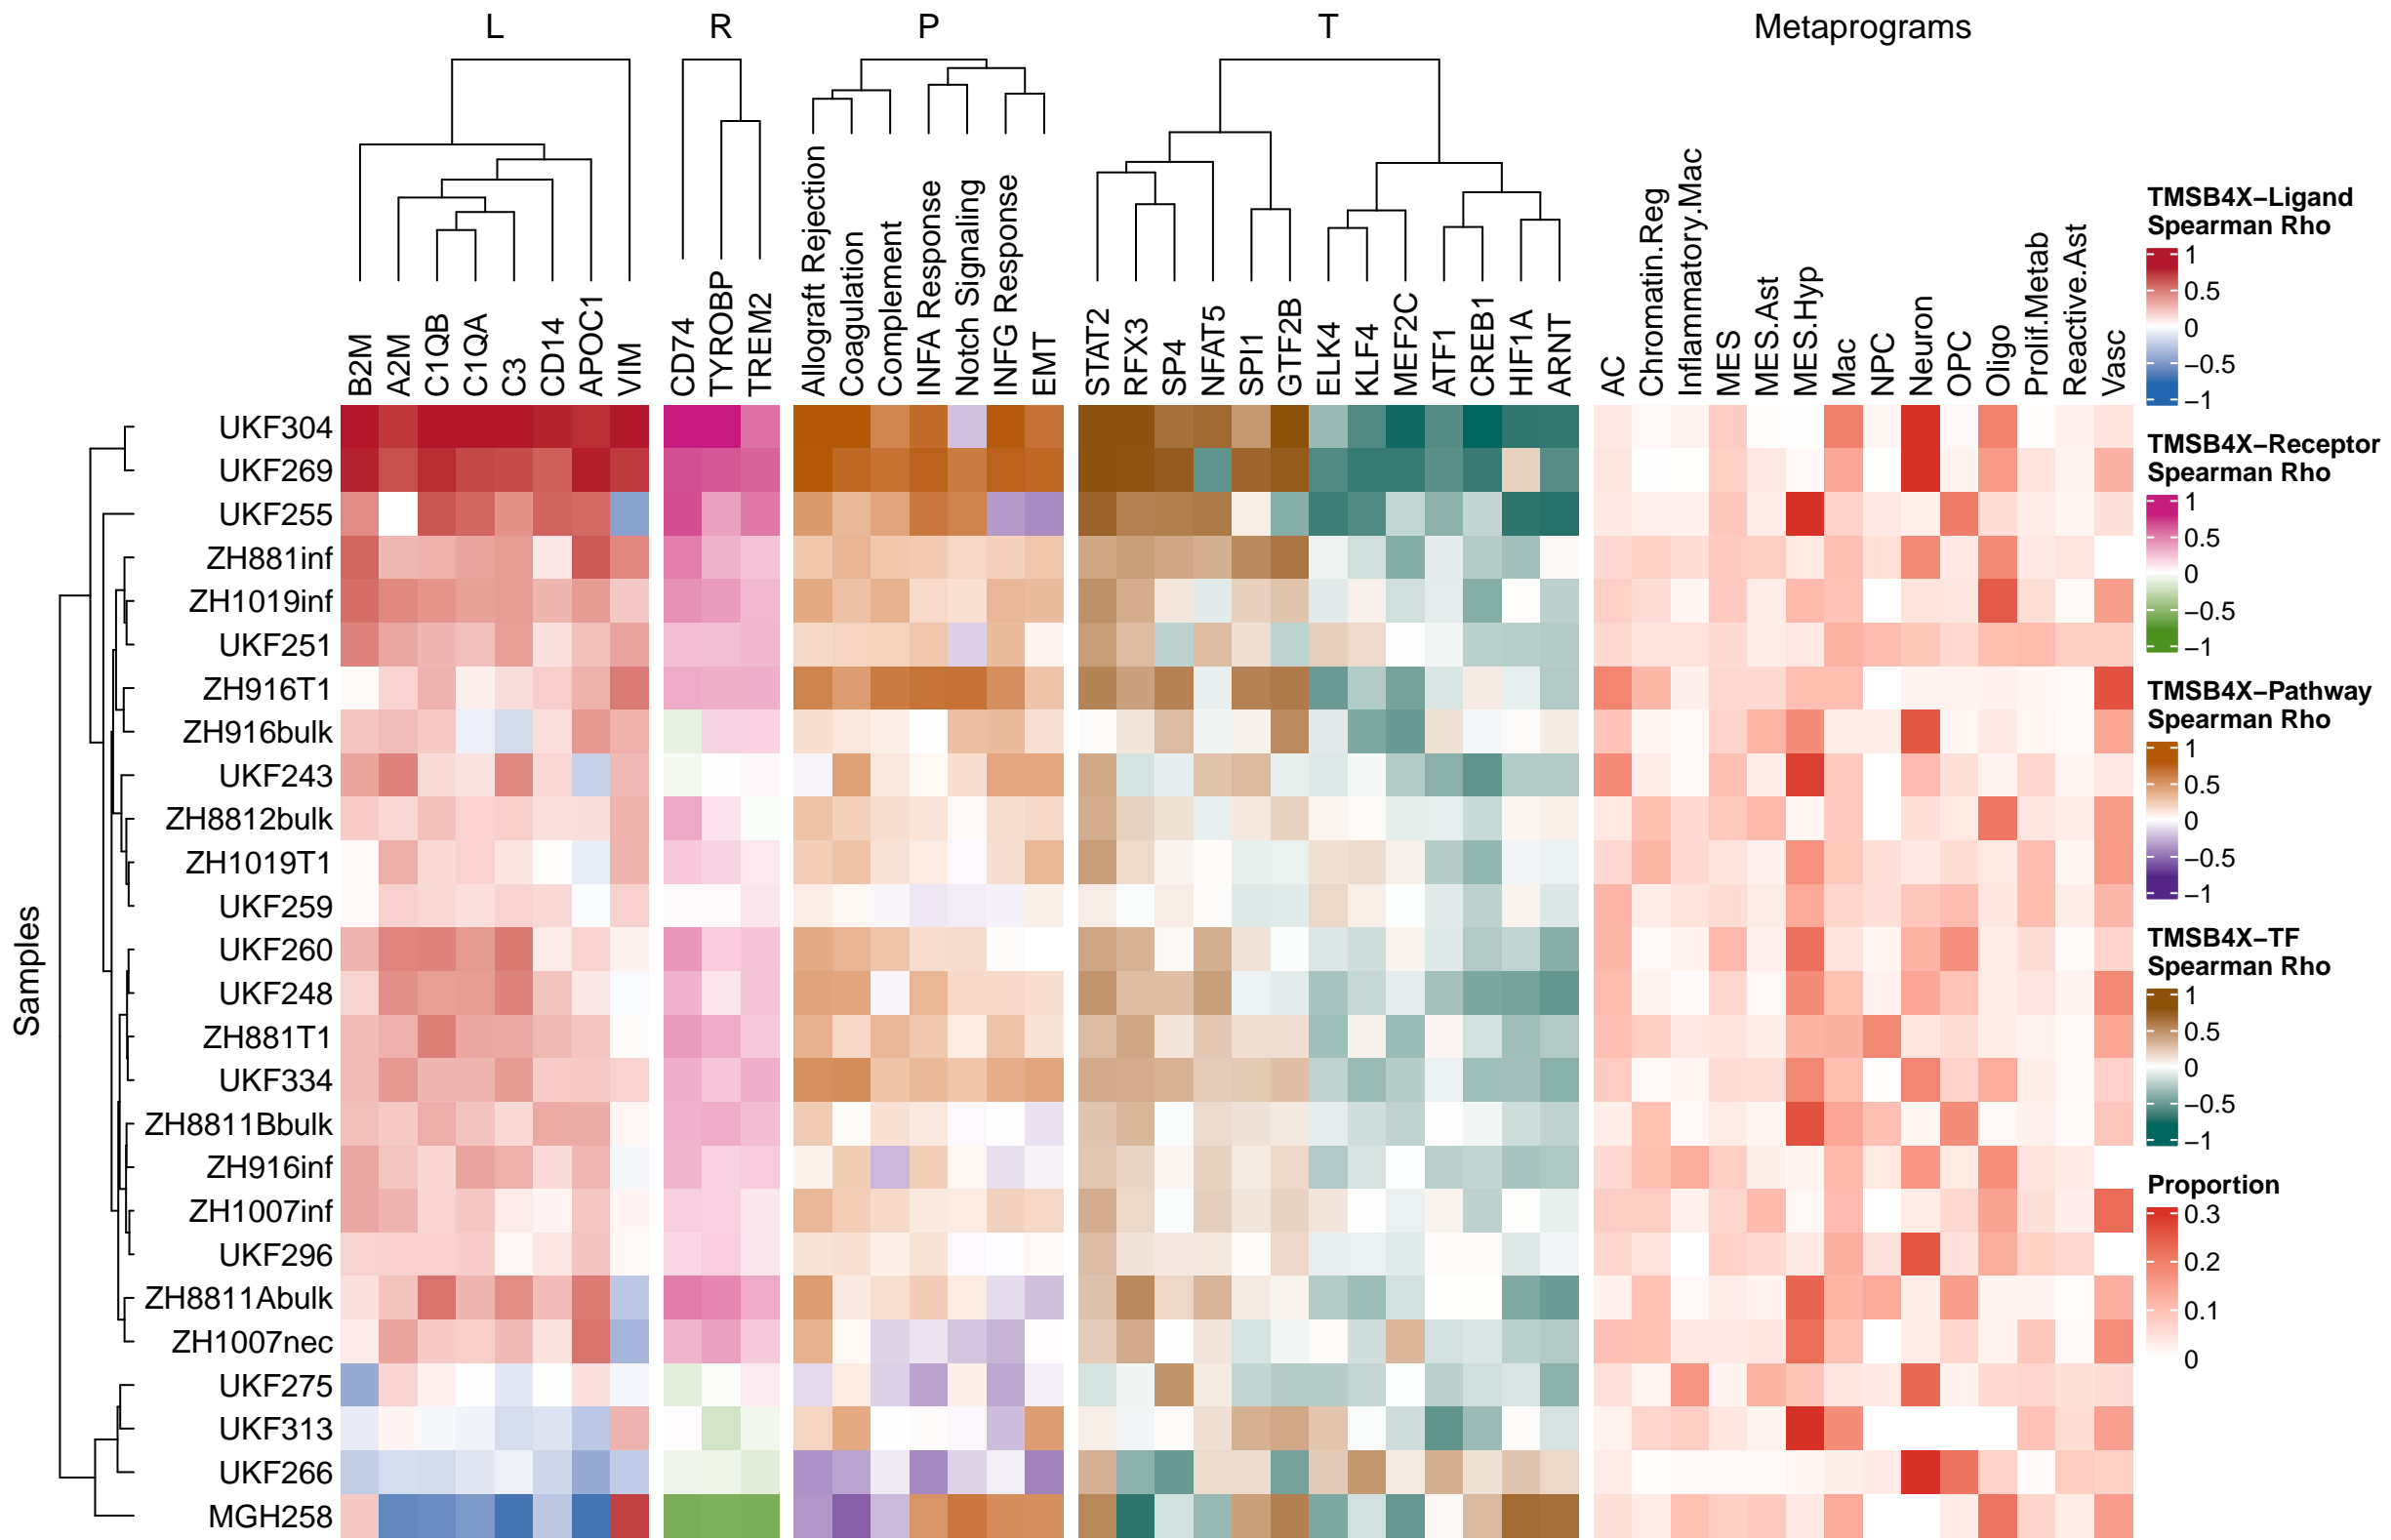 L R P T Metaprograms
B2M A2M C1QB C1QA C3 CD14 APOC1 VIM
CD74 TYROBP TREM2
Allograft Rejection Coagulation Complement INFA Response Notch Signaling INFG Response EMT
STAT2 RFX3 SP4 NFAT5 SPI1 GTF2B ELK4 KLF4 MEF2C ATF1 CREB1 HIF1A ARNT
AC Chromatin.Reg Inflammatory.Mac MES MES.Ast MES.Hyp Mac NPC Neuron OPC Oligo Prolif.Metab Reactive.Ast Vasc
Samples
UKF304
UKF269
UKF255
ZH881inf
ZH1019inf
UKF251
ZH916T1
ZH916bulk
UKF243
ZH8812bulk
ZH1019T1
UKF259
UKF260
UKF248
ZH881T1
UKF334
ZH8811Bbulk
ZH916inf
ZH1007inf
UKF296
ZH8811Abulk
ZH1007nec
UKF275
UKF313
UKF266
MGH258
TMSB4X−Ligand
Spearman Rho
1
0.5
0
−0.5
−1
TMSB4X−Receptor
Spearman Rho
1
0.5
0
−0.5
−1
TMSB4X−Pathway
Spearman Rho
1
0.5
0
−0.5
−1
TMSB4X−TF
Spearman Rho
1
0.5
0
−0.5
−1
Proportion
0.3
0.2
0.1
0